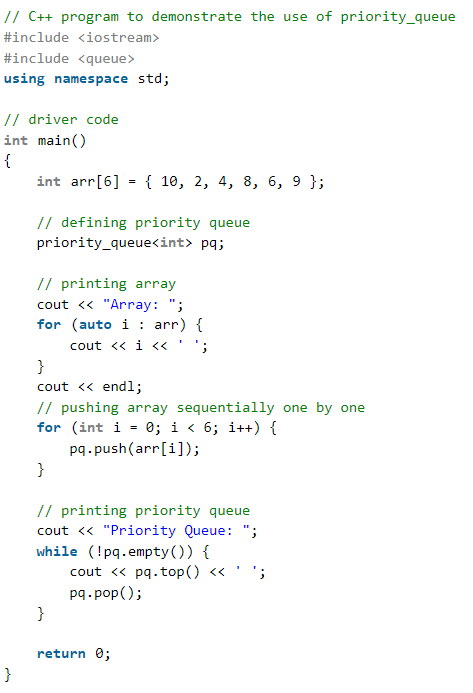 // C++ program to demonstrate the use of priority_queue
#include <iostream>
#include <queue>
using namespace std;

// driver code
int main()
{
    int arr[6] = { 10, 2, 4, 8, 6, 9 };

    // defining priority queue
    priority_queue<int> pq;

    // printing array
    cout << "Array: ";
    for (auto i : arr) {
        cout << i << ' ';
    }
    cout << endl;
    // pushing array sequentially one by one
    for (int i = 0; i < 6; i++) {
        pq.push(arr[i]);
    }

    // printing priority queue
    cout << "Priority Queue: ";
    while (!pq.empty()) {
        cout << pq.top() << ' ';
        pq.pop();
    }

    return 0;
}